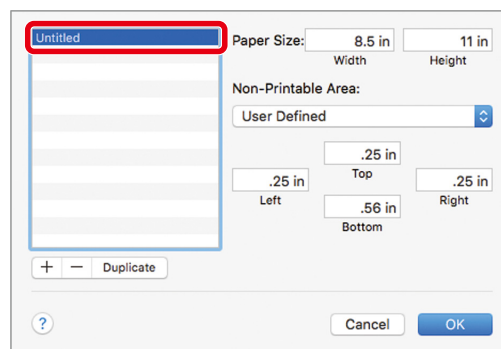 Untitled
Paper Size: 8.5 in 11 in
Width Height
Non-Printable Area:
User Defined
.25 in
Top
.25 in .25 in
Left Right
.56 in
Bottom
+ − Duplicate
? Cancel OK